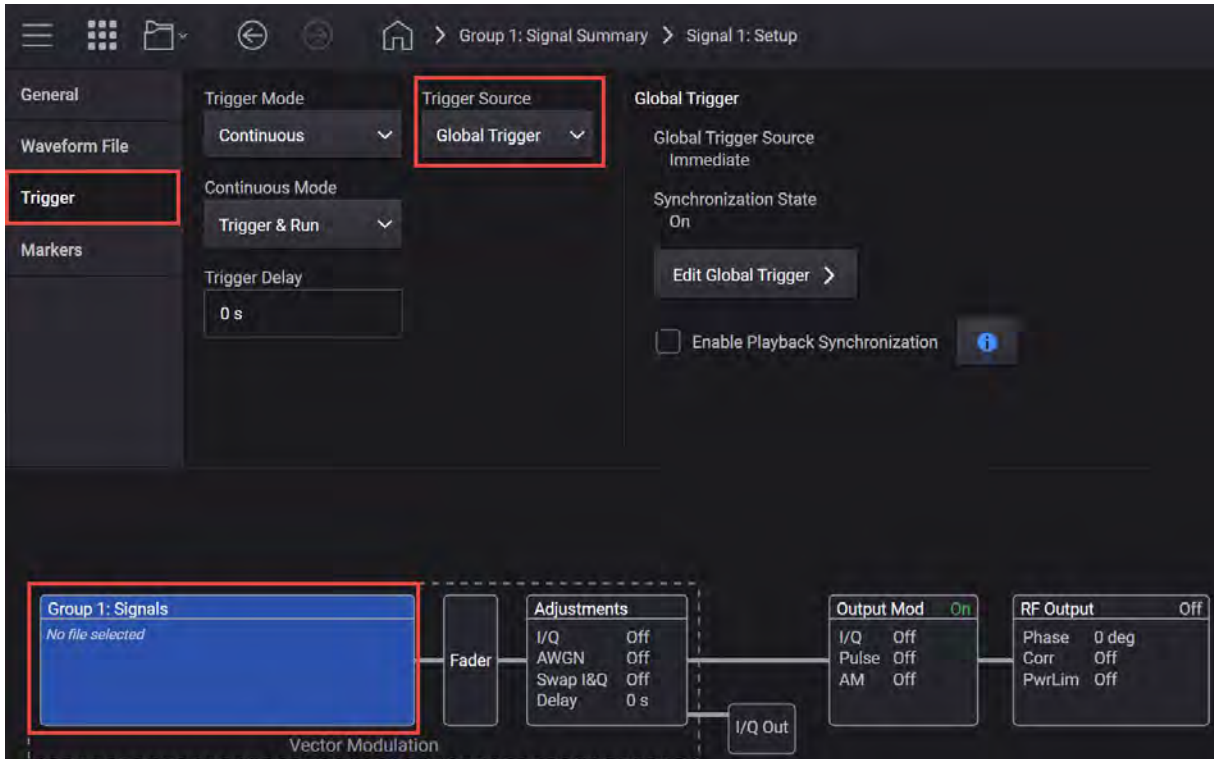 Group 1: Signal Summary
Signal 1: Setup
General
Waveform File
Trigger
Markers
Trigger Mode
Continuous
Continuous Mode
Trigger & Run
Trigger Delay
0 s
Trigger Source
Global Trigger
Global Trigger
Global Trigger Source
Immediate
Synchronization State
On
Edit Global Trigger
Enable Playback Synchronization
Group 1: Signals
No file selected
Fader
Adjustments
I/Q Off
AWGN Off
Swap I&Q Off
Delay 0 s
Vector Modulation
I/Q Out
Output Mod On
I/Q Off
Pulse Off
AM Off
RF Output Off
Phase 0 deg
Corr Off
PwrLim Off